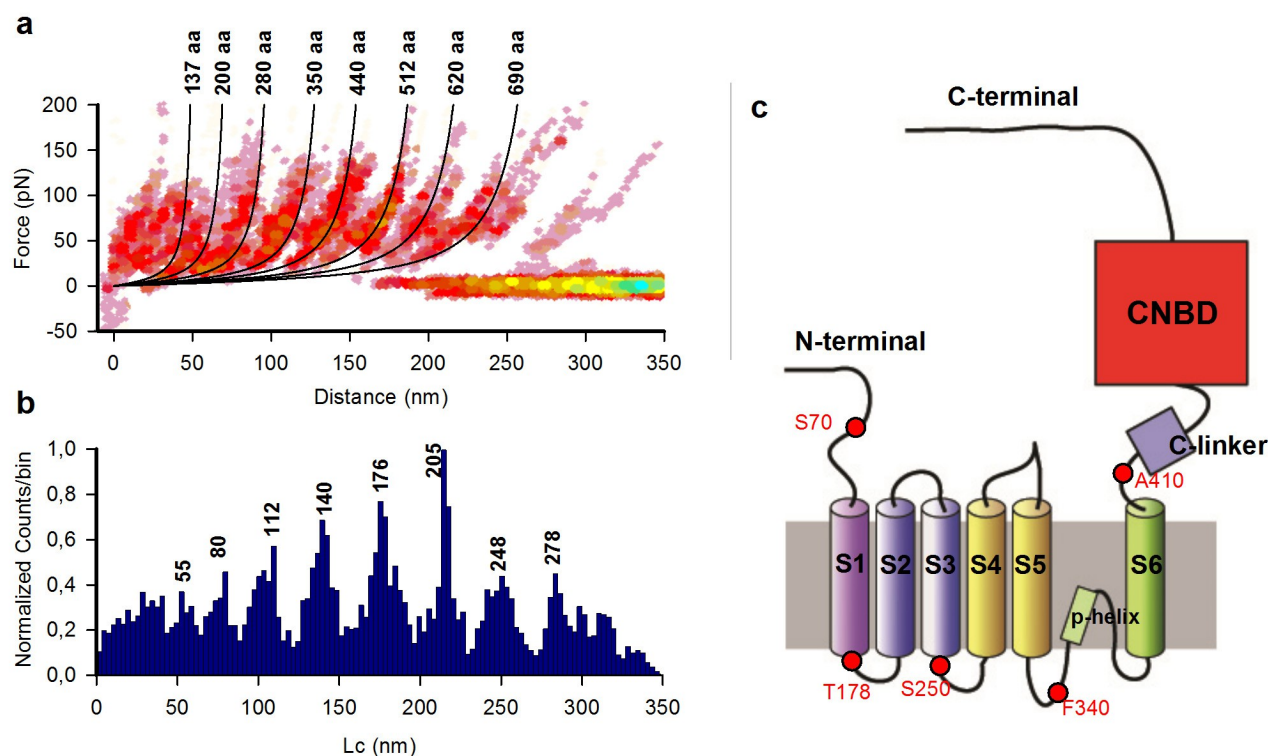 a
137 aa
200 aa
280 aa
350 aa
440 aa
512 aa
620 aa
690 aa
200
150
100
50
0
-50
Force (pN)
0 50 100 150 200 250 300 350
Distance (nm)
b
1,0
0,8
0,6
0,4
0,2
0,0
Normalized Counts/bin
55
80
112
140
176
205
248
278
0 50 100 150 200 250 300 350
Lc (nm)
c
C-terminal
CNBD
N-terminal
S70
C-linker
A410
S1 S2 S3 S4 S5 S6
p-helix
T178
S250
F340